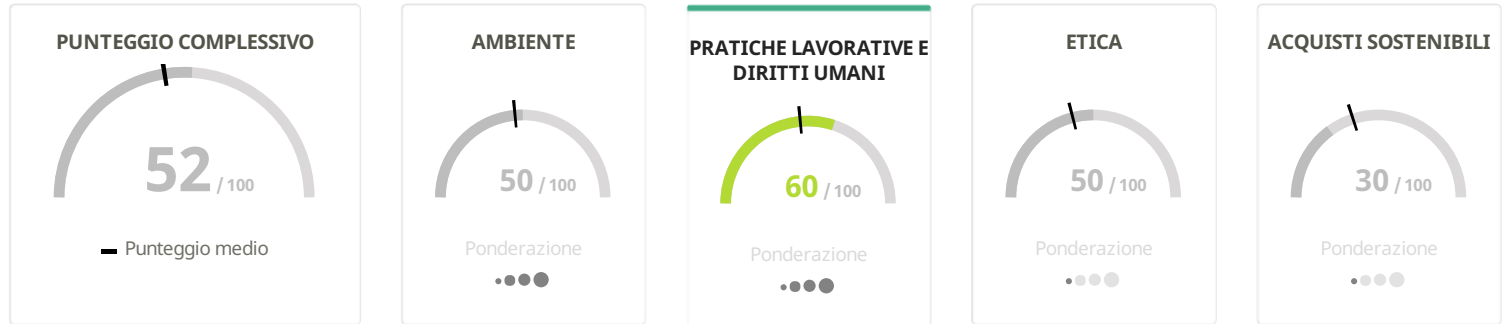 PUNTEGGIO COMPLESSIVO
52 / 100
Punteggio medio
AMBIENTE
50 / 100
Ponderazione
PRATICHE LAVORATIVE E
DIRITTI UMANI
60 / 100
Ponderazione
ETICA
50 / 100
Ponderazione
ACQUISTI SOSTENIBILI
30 / 100
Ponderazione